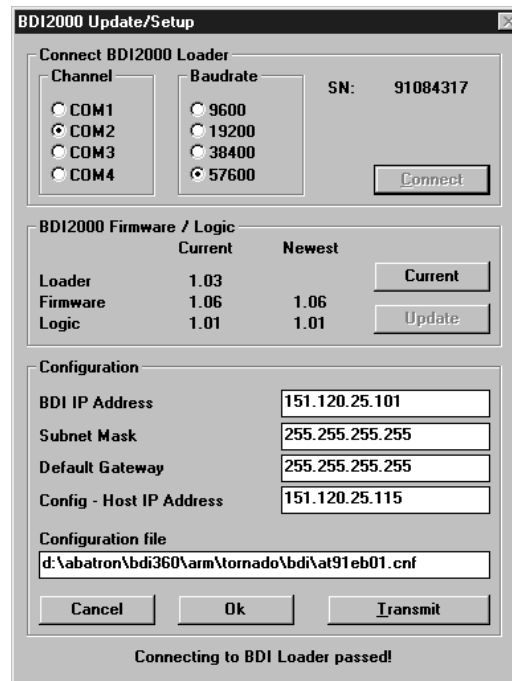 BDI2000 Update/Setup
Connect BDI2000 Loader
Channel
Baudrate
SN: 91084317
COM1 9600
COM2 19200
COM3 38400
COM4 57600
Connect
BDI2000 Firmware / Logic
Current Newest
Loader 1.03 Current
Firmware 1.06 1.06
Logic 1.01 1.01 Update
Configuration
BDI IP Address 151.120.25.101
Subnet Mask 255.255.255.255
Default Gateway 255.255.255.255
Config - Host IP Address 151.120.25.115
Configuration file
d:\abatron\bdi360\arm\tornado\bdi\at91eb01.cnf
Cancel Ok Transmit
Connecting to BDI Loader passed!